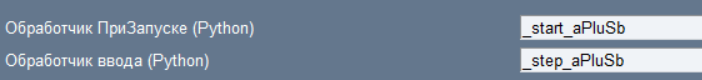 Обработчик ПриЗапуске (Python) _start_aPluSb
Обработчик ввода (Python) _step_aPluSb